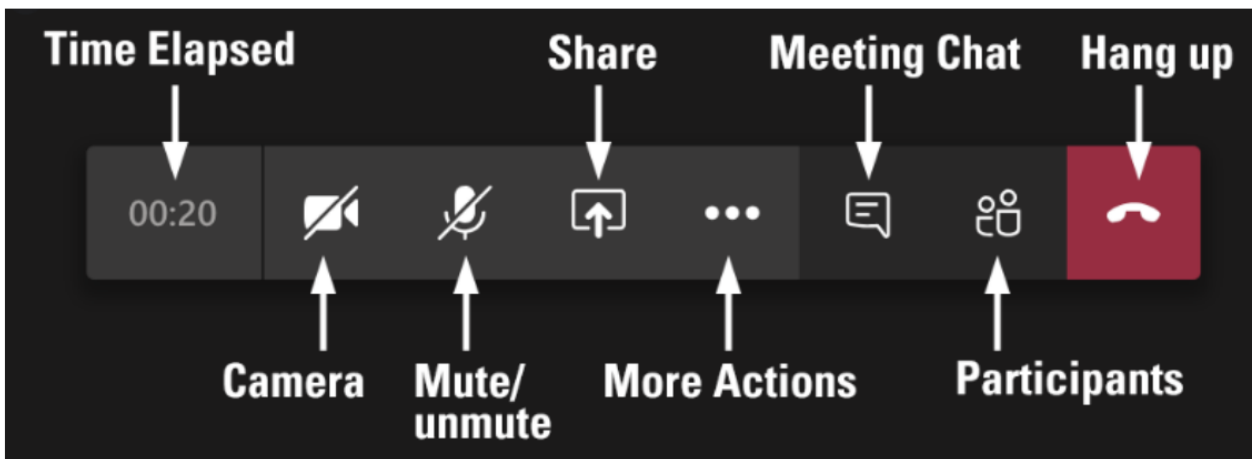 Time Elapsed
Share
Meeting Chat
Hang up
00:20
Camera
Mute/
unmute
More Actions
Participants